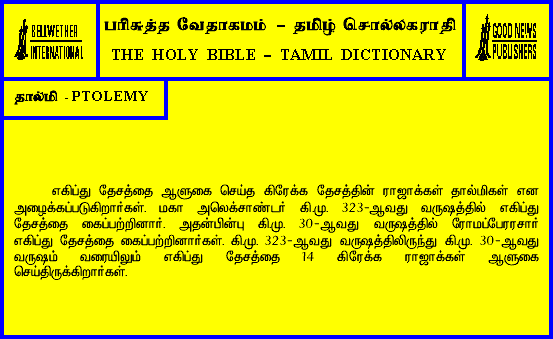 BELLWETHER
INTERNATIONAL
பரிசுத்த வேதாகமம் – தமிழ் சொல்லகராதி
THE HOLY BIBLE – TAMIL DICTIONARY
GOOD NEWS
PUBLISHERS
தால்மி - PTOLEMY
எகிப்து தேசத்தை ஆளுகை செய்த கிரேக்க தேசத்தின் ராஜாக்கள் தால்மிகள் என
அழைக்கப்படுகிறார்கள். மகா அலெக்சாண்டர் கி.மு. 323-ஆவது வருஷத்தில் எகிப்து
தேசத்தை கைப்பற்றினார். அதன்பின்பு கி.மு. 30-ஆவது வருஷத்தில் ரோமப்பேரரசார்
எகிப்து தேசத்தை கைப்பற்றினார்கள். கி.மு. 323-ஆவது வருஷத்திலிருந்து கி.மு. 30-ஆவது
வருஷம் வரையிலும் எகிப்து தேசத்தை 14 கிரேக்க ராஜாக்கள் ஆளுகை
செய்திருக்கிறார்கள்.